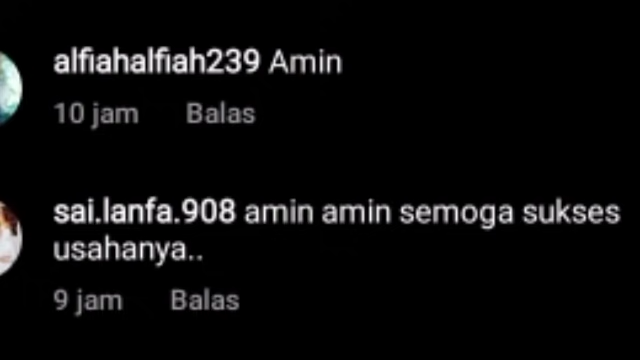 alfiahalfiah239 Amin
10 jam Balas
sai.lanfa.908 amin amin semoga sukses
usahanya..
9 jam Balas